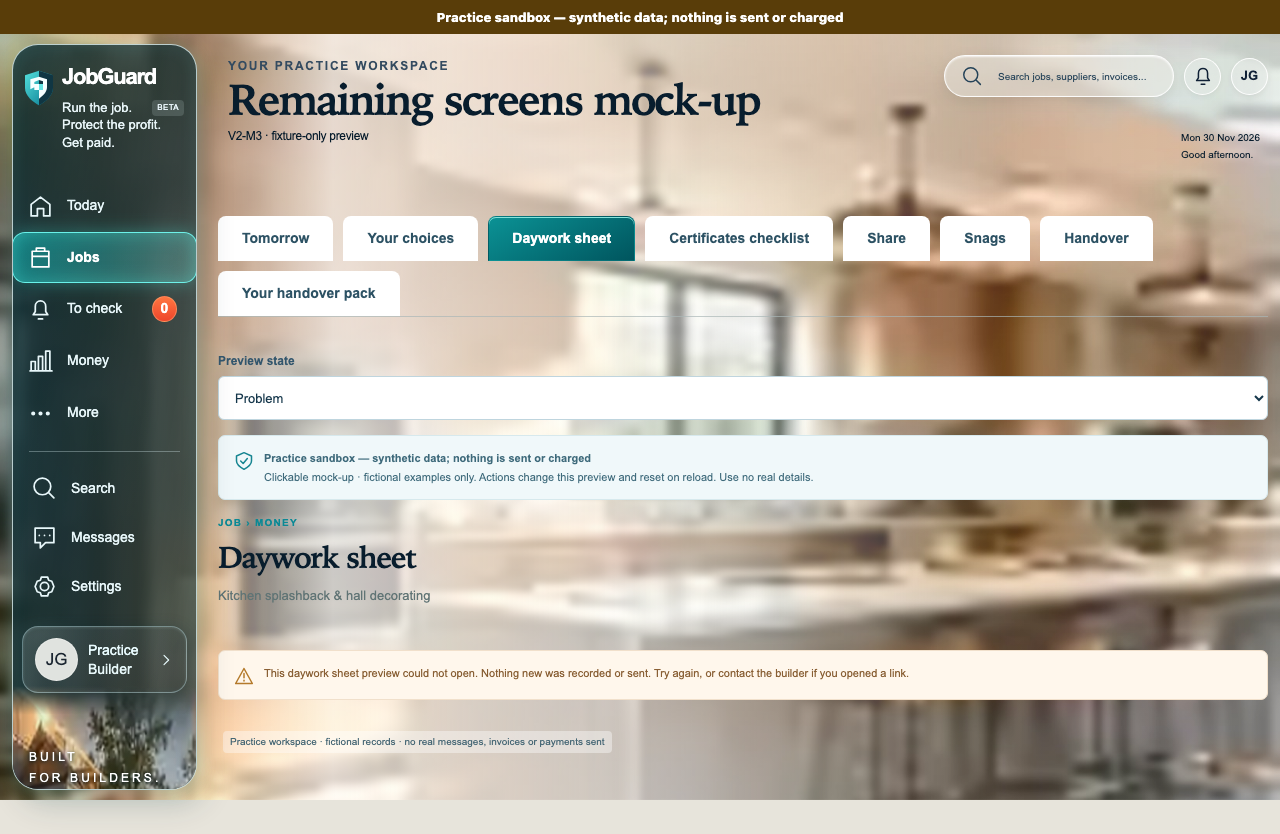 Practice sandbox — synthetic data; nothing is sent or charged
JobGuard
Run the job.
BETA
Protect the profit.
Get paid.
Today
Jobs
To check
0
Money
More
Search
Messages
Settings
JG
Practice
Builder
BUILT
FOR BUILDERS.
YOUR PRACTICE WORKSPACE
Remaining screens mock-up
V2-M3 · fixture-only preview
Search jobs, suppliers, invoices...
JG
Mon 30 Nov 2026
Good afternoon.
Tomorrow
Your choices
Daywork sheet
Certificates checklist
Share
Snags
Handover
Your handover pack
Preview state
Problem
Practice sandbox — synthetic data; nothing is sent or charged
Clickable mock-up · fictional examples only. Actions change this preview and reset on reload. Use no real details.
JOB › MONEY
Daywork sheet
Kitchen splashback & hall decorating
This daywork sheet preview could not open. Nothing new was recorded or sent. Try again, or contact the builder if you opened a link.
Practice workspace · fictional records · no real messages, invoices or payments sent